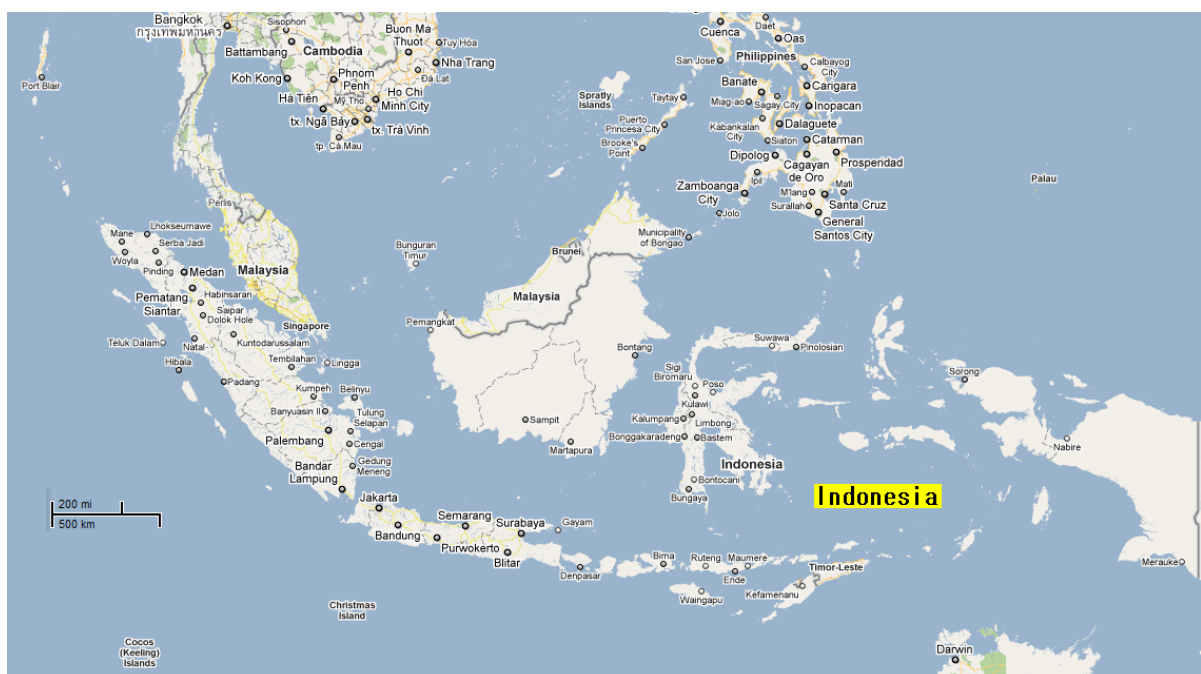 Bangkok
กรุงเทพมหานคร
Sisophon
Battambang
Cambodia
Buon Ma
Thuot
Tuy Hòa
Nha Trang
Đà Lạt
Koh Kong
Phnom
Penh
Ho Chi
Minh City
Hà Tiên
Mỹ Tho
tx. Ngã Bảy
tx. Trà Vinh
tp. Cà Mau
Port Blair
Cuenca
Daet
Oas
San Jose
Philippines
Calbayog
City
Spratly
Islands
Taytay
Banate
Carigara
Miag-ao
Sagay City
Inopacan
Puerto
Princesa City
Kabankalan
City
Dalaguete
Brooke's
Point
Siaton
Catarman
Dipolog
Cagayan
de Oro
Prosperidad
Ipil
Zamboanga
City
M'lang
Mati
Surallah
Santa Cruz
Jolo
General
Santos City
Palau
Perlis
Mane
Lhokseumawe
Serba Jadi
Woyla
Pinding
Medan
Malaysia
Bunguran
Timur
Brunei
Municipality
of Bongao
Pematang
Siantar
Habinsaran
Saipar
Dolok Hole
Malaysia
Singapore
Pemangkat
Teluk Dalam
Natal
Kuntodarussalam
Hibala
Tembilahan
Lingga
Bontang
Suwawa
Pinolosian
Padang
Kumpeh
Belinyu
Sigi
Biromaru
Poso
Sorong
Banyuasin II
Tulung
Selapan
Kulawi
Palembang
Cengal
Sampit
Kalumpang
Limbong
Martapura
Bonggakaradeng
Bastem
Nabire
Bandar
Lampung
Gedung
Meneng
Indonesia
Bontocani
Bungaya
Indonesia
200 mi
500 km
Jakarta
Semarang
Surabaya
Gayam
Bandung
Purwokerto
Blitar
Denpasar
Bima
Ruteng
Maumere
Ende
Timor-Leste
Merauke
Waingapu
Kefamenanu
Christmas
Island
Cocos
(Keeling)
Islands
Darwin